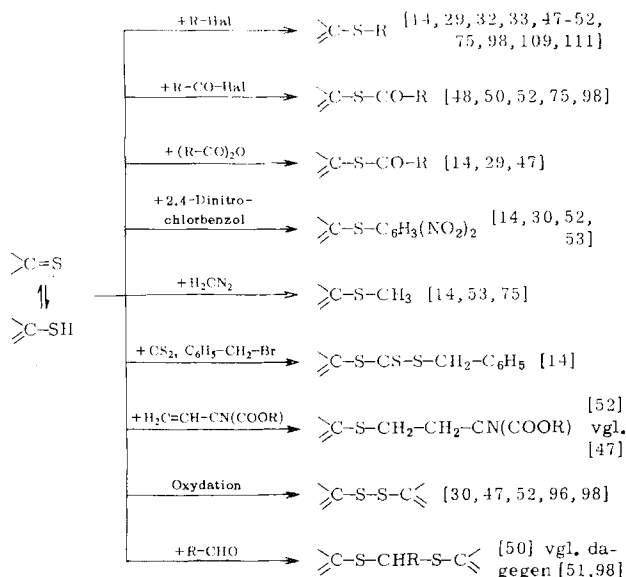 +R-Hal
C-S-R [14, 29, 32, 33, 47-52,
75, 98, 109, 111]
+R-CO-Hal
C-S-CO-R [48, 50, 52, 75, 98]
+(R-CO)₂O
C-S-CO-R [14, 29, 47]
+2,4-Dinitro-
chlorbenzol
C-S-C₆H₃(NO₂)₂ [14, 30, 52,
53]
C=S
⇌
C-SH
+H₂CN₂
C-S-CH₃ [14, 53, 75]
+CS₂, C₆H₅-CH₂-Br
C-S-CS-S-CH₂-C₆H₅ [14]
+H₂C=CH-CN(COOR)
C-S-CH₂-CH₂-CN(COOR) [52]
vgl.
[47]
Oxydation
C-S-S-C [30, 47, 52, 96, 98]
+R-CHO
C-S-CHR-S-C [50] vgl. da-
gegen [51, 98]